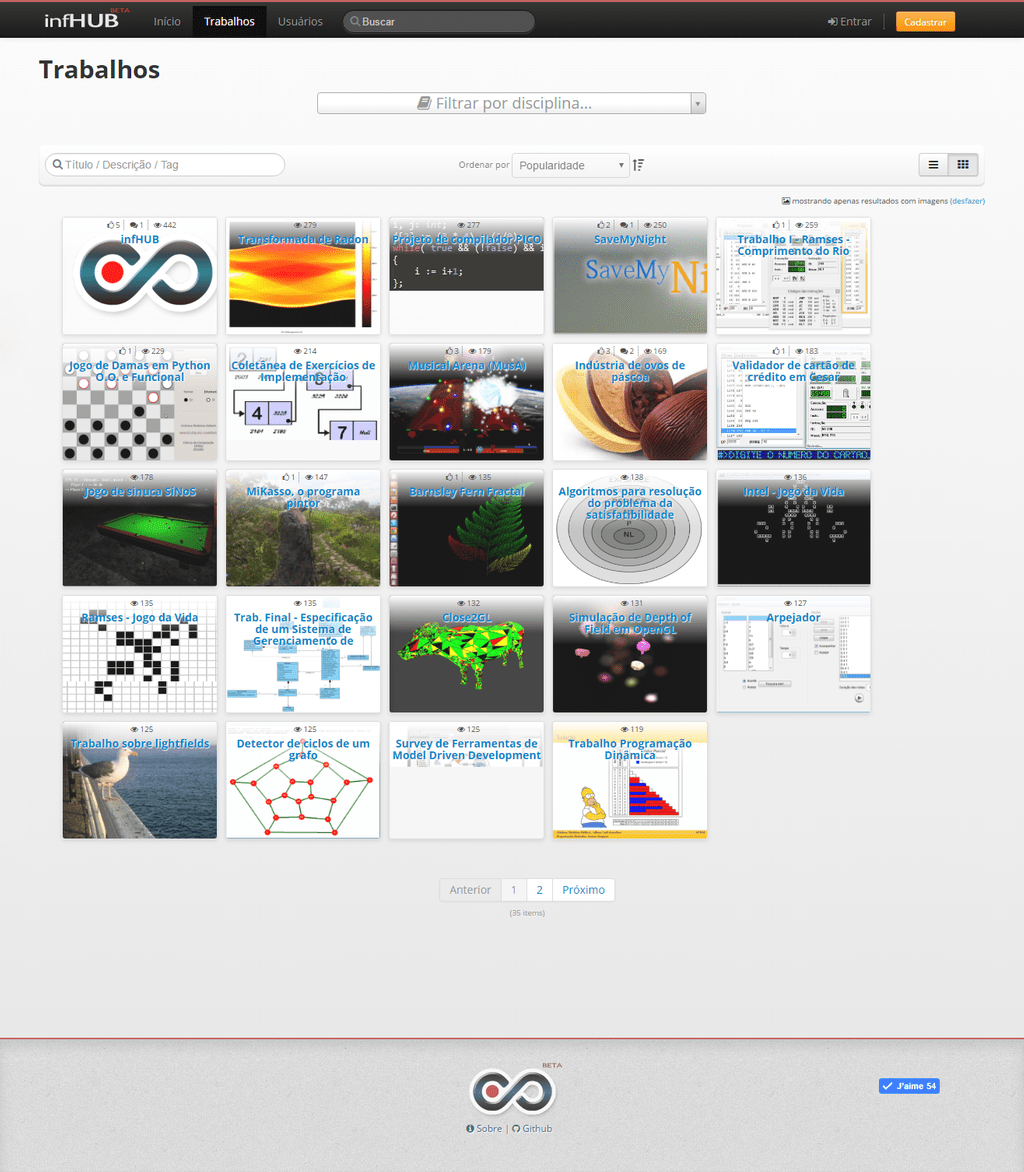 infHUB BETA
Início Trabalhos Usuários Buscar Entrar Cadastrar
Trabalhos
Filtrar por disciplina...
Título / Descrição / Tag Ordenar por Popularidade
mostrando apenas resultados com imagens (desfazer)
5 1 442
infHUB
279
Transformada de Radon
277
Projeto de compilador PICO
while( true && (!false) && i
{
i := i+1;
};
2 1 250
SaveMyNight
SaveMyNi
1 259
Trabalho I - Ramses -
Comprimento do Rio
1 229
Jogo de Damas em Python
O.O. e Funcional
214
Coletânea de Exercícios de
Implementação
4
7
3 179
Musical Arena (MusA)
3 2 169
Indústria de ovos de
páscoa
1 183
Validador de cartão de
crédito em Cesar
DIGITE O NUMERO DO CARTAO
178
Jogo de sinuca SiNoS
1 147
MiKasso, o programa
pintor
1 135
Barnsley Fern Fractal
138
Algoritmos para resolução
do problema da
satisfatibilidade
NL
136
Intel - Jogo da Vida
135
Ramses - Jogo da Vida
135
Trab. Final - Especificação
de um Sistema de
Gerenciamento de
132
Close2GL
131
Simulação de Depth of
Field em OpenGL
127
Arpejador
125
Trabalho sobre lightfields
125
Detector de ciclos de um
grafo
125
Survey de Ferramentas de
Model Driven Development
119
Trabalho Programação
Dinâmica
Anterior 1 2 Próximo
(35 items)
BETA
J'aime 54
Sobre | Github